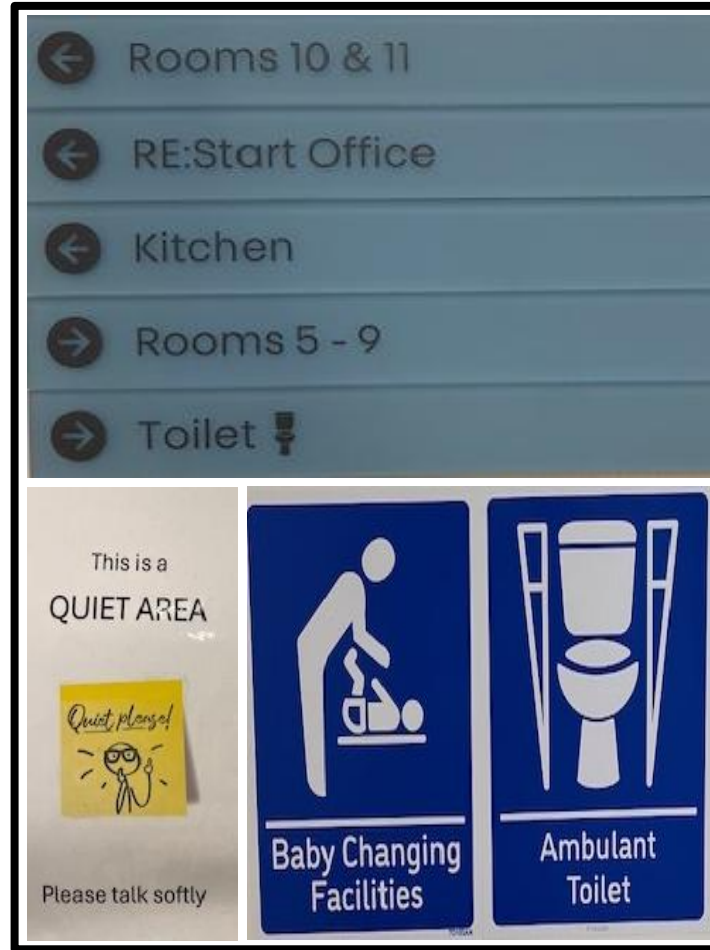 Rooms 10 & 11
RE:Start Office
Kitchen
Rooms 5 - 9
Toilet
This is a
QUIET AREA
Quiet please!
Please talk softly
Baby Changing
Facilities
Ambulant
Toilet